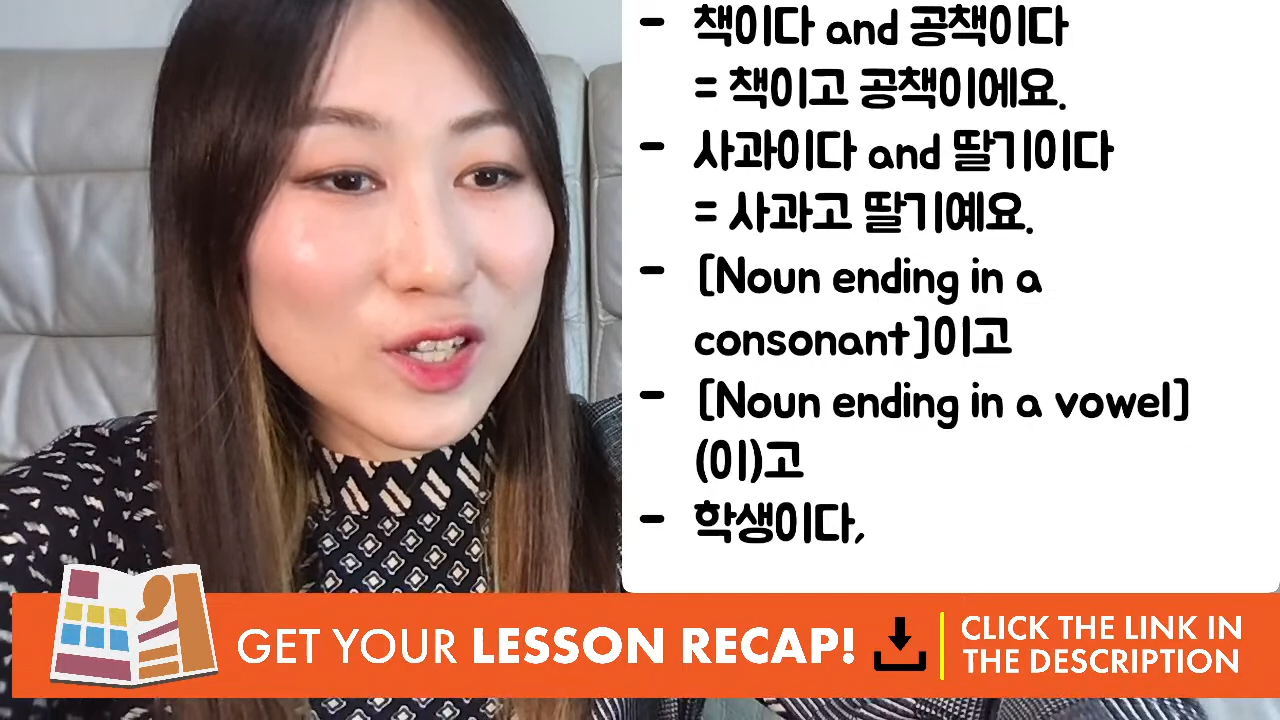 - 책이다 and 공책이다
= 책이고 공책이에요.
- 사과이다 and 딸기이다
= 사과고 딸기예요.
- [Noun ending in a
consonant]이고
- [Noun ending in a vowel]
(이)고
- 학생이다,
GET YOUR LESSON RECAP!
CLICK THE LINK IN
THE DESCRIPTION